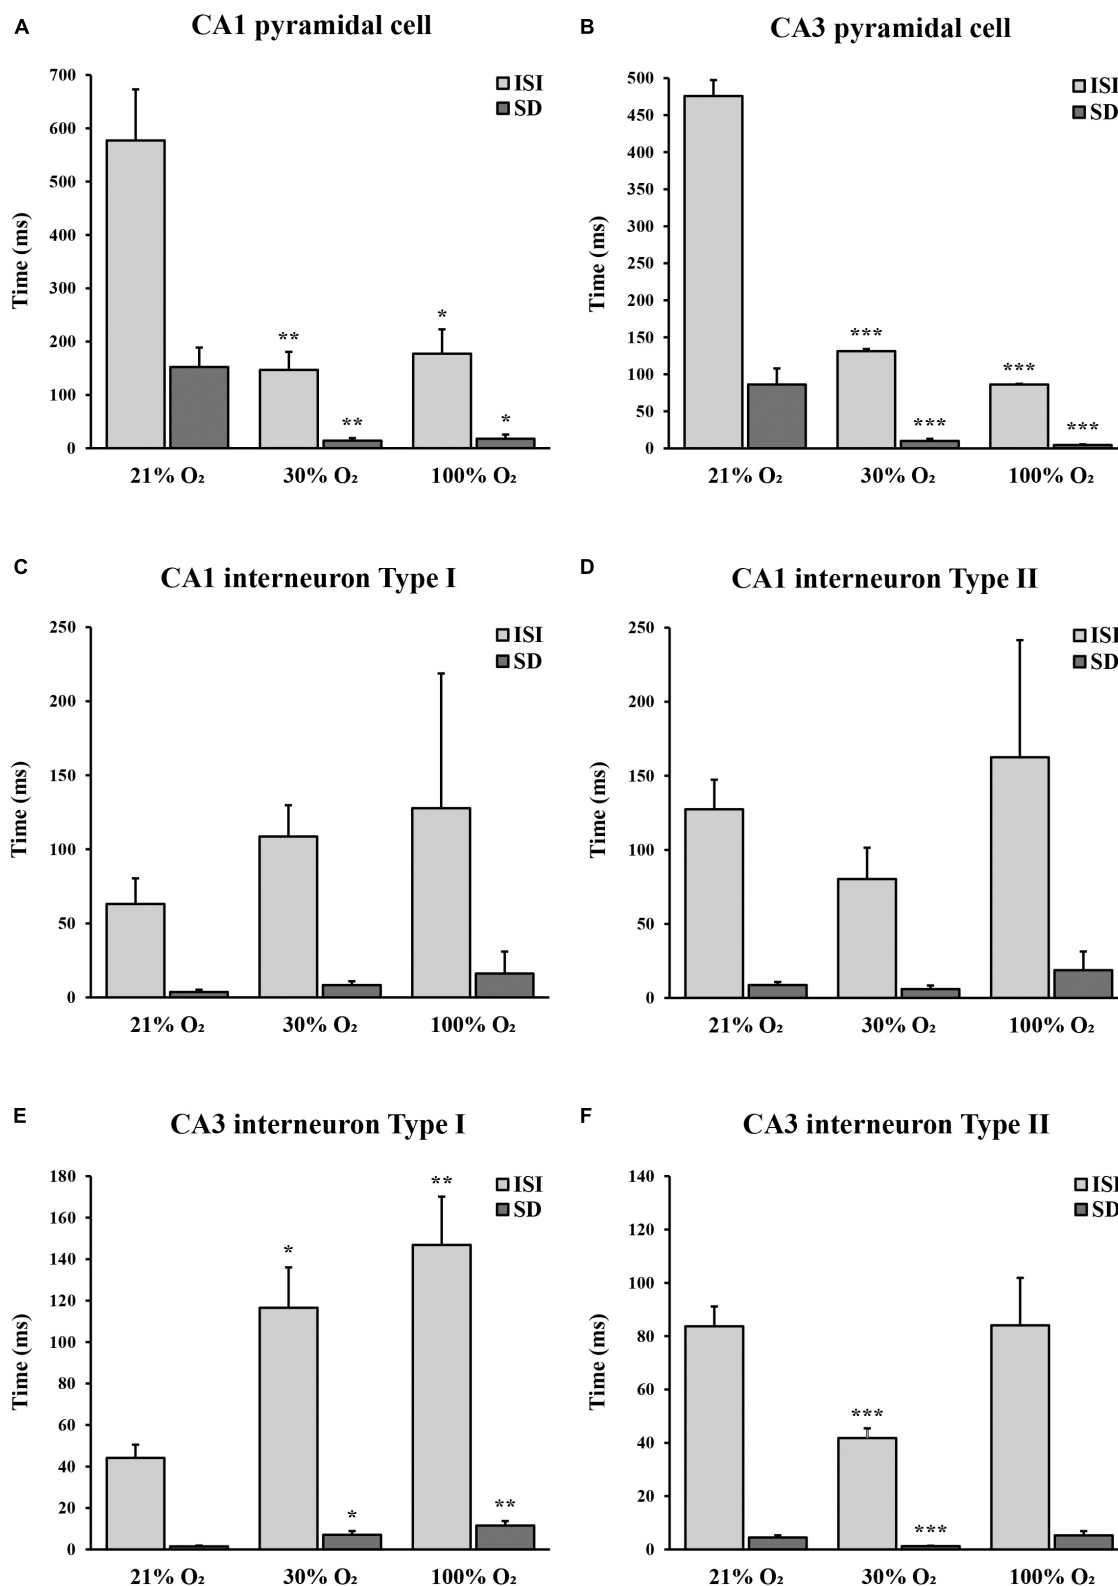 A
CA1 pyramidal cell
ISI
SD
700
600
500
400
300
200
100
0
Time (ms)
**
**
*
*
21% O₂
30% O₂
100% O₂
B
CA3 pyramidal cell
ISI
SD
500
450
400
350
300
250
200
150
100
50
0
Time (ms)
***
***
***
***
21% O₂
30% O₂
100% O₂
C
CA1 interneuron Type I
ISI
SD
250
200
150
100
50
0
Time (ms)
21% O₂
30% O₂
100% O₂
D
CA1 interneuron Type II
ISI
SD
250
200
150
100
50
0
Time (ms)
21% O₂
30% O₂
100% O₂
E
CA3 interneuron Type I
ISI
SD
180
160
140
120
100
80
60
40
20
0
Time (ms)
*
*
**
**
21% O₂
30% O₂
100% O₂
F
CA3 interneuron Type II
ISI
SD
140
120
100
80
60
40
20
0
Time (ms)
***
***
21% O₂
30% O₂
100% O₂